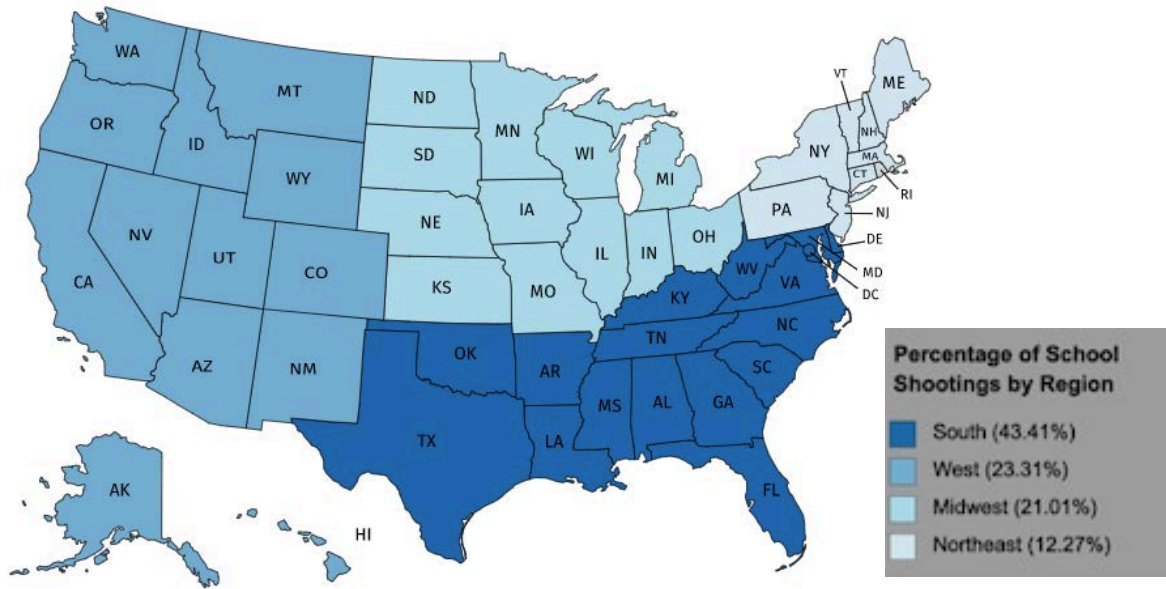 WA
MT
ND
MN
VT
ME
OR
ID
SD
WI
MI
NY
NH
MA
CT
RI
WY
IA
PA
NJ
NE
OH
DE
NV
UT
CO
IL
IN
WV
MD
CA
KS
MO
KY
VA
DC
NC
TN
AZ
NM
OK
AR
SC
MS
AL
GA
TX
LA
FL
AK
HI
Percentage of School
Shootings by Region
South (43.41%)
West (23.31%)
Midwest (21.01%)
Northeast (12.27%)